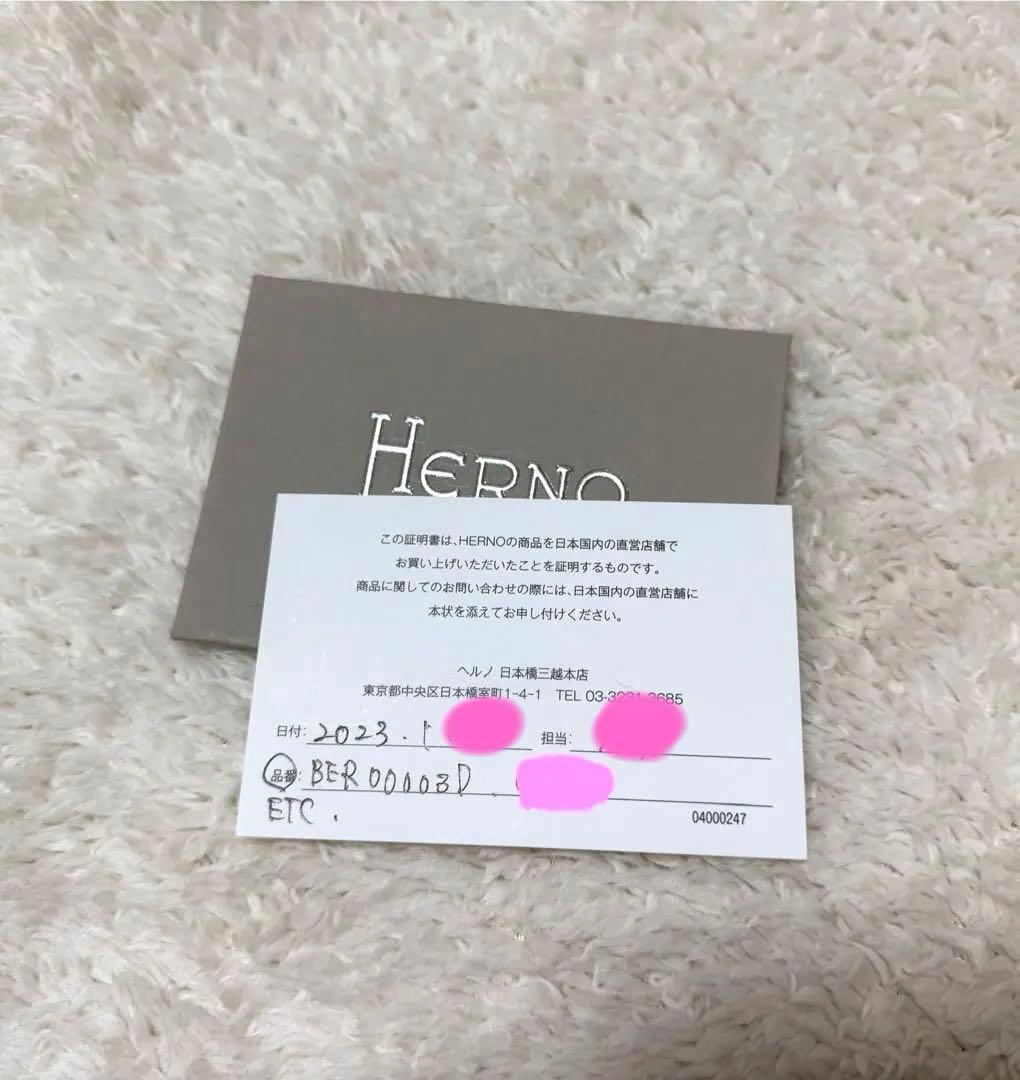 HERNO
この証明書は、HERNOの商品を日本国内の直営店舗で
お買い上げいただいたことを証明するものです。
商品に関してのお問い合わせの際には、日本国内の直営店舗に
本状を添えてお申し付けください。
ヘルノ 日本橋三越本店
東京都中央区日本橋室町1-4-1 TEL 03-3231-3685
日付: 2023. 1 担当:
品番: BER00003D
ETC.
04000247